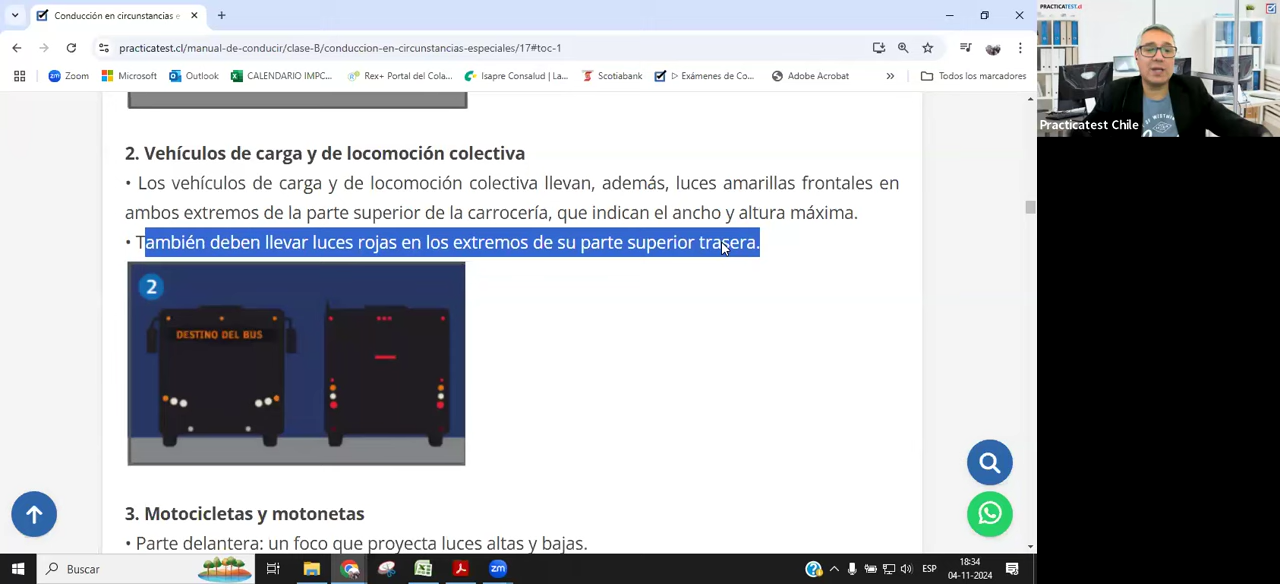 Conducción en circunstancias e
practicatest.cl/manual-de-conducir/clase-B/conduccion-en-circunstancias-especiales/17#toc-1
Zoom
Microsoft
Outlook
CALENDARIO IMPC...
Rex+ Portal del Cola...
Isapre Consalud | La...
Scotiabank
▷ Exámenes de Co...
Adobe Acrobat
»
Todos los marcadores
PRACTICATEST.cl
Practicatest Chile
2. Vehículos de carga y de locomoción colectiva
• Los vehículos de carga y de locomoción colectiva llevan, además, luces amarillas frontales en
ambos extremos de la parte superior de la carrocería, que indican el ancho y altura máxima.
• También deben llevar luces rojas en los extremos de su parte superior trasera.
2
DESTINO DEL BUS
3. Motocicletas y motonetas
• Parte delantera: un foco que proyecta luces altas y bajas.
Buscar
zm
ESP
18:34
04-11-2024